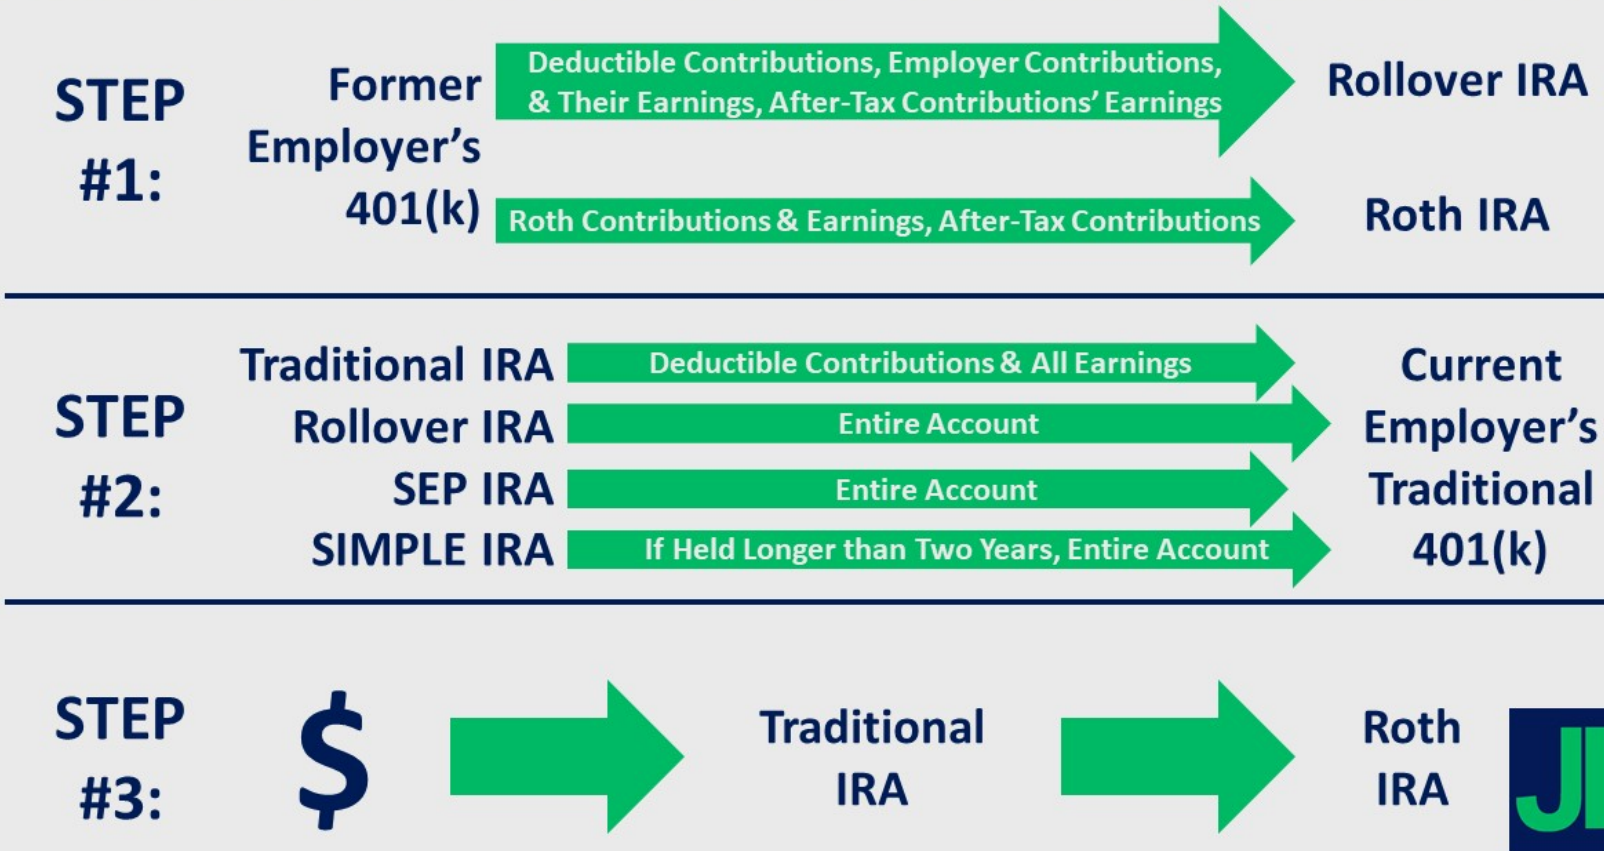 STEP
#1:
Former
Employer's
401(k)
Deductible Contributions, Employer Contributions,
& Their Earnings, After-Tax Contributions' Earnings
Rollover IRA
Roth Contributions & Earnings, After-Tax Contributions
Roth IRA
STEP
#2:
Traditional IRA
Deductible Contributions & All Earnings
Rollover IRA
Entire Account
SEP IRA
Entire Account
SIMPLE IRA
If Held Longer than Two Years, Entire Account
Current
Employer's
Traditional
401(k)
STEP
#3:
$
Traditional
IRA
Roth
IRA